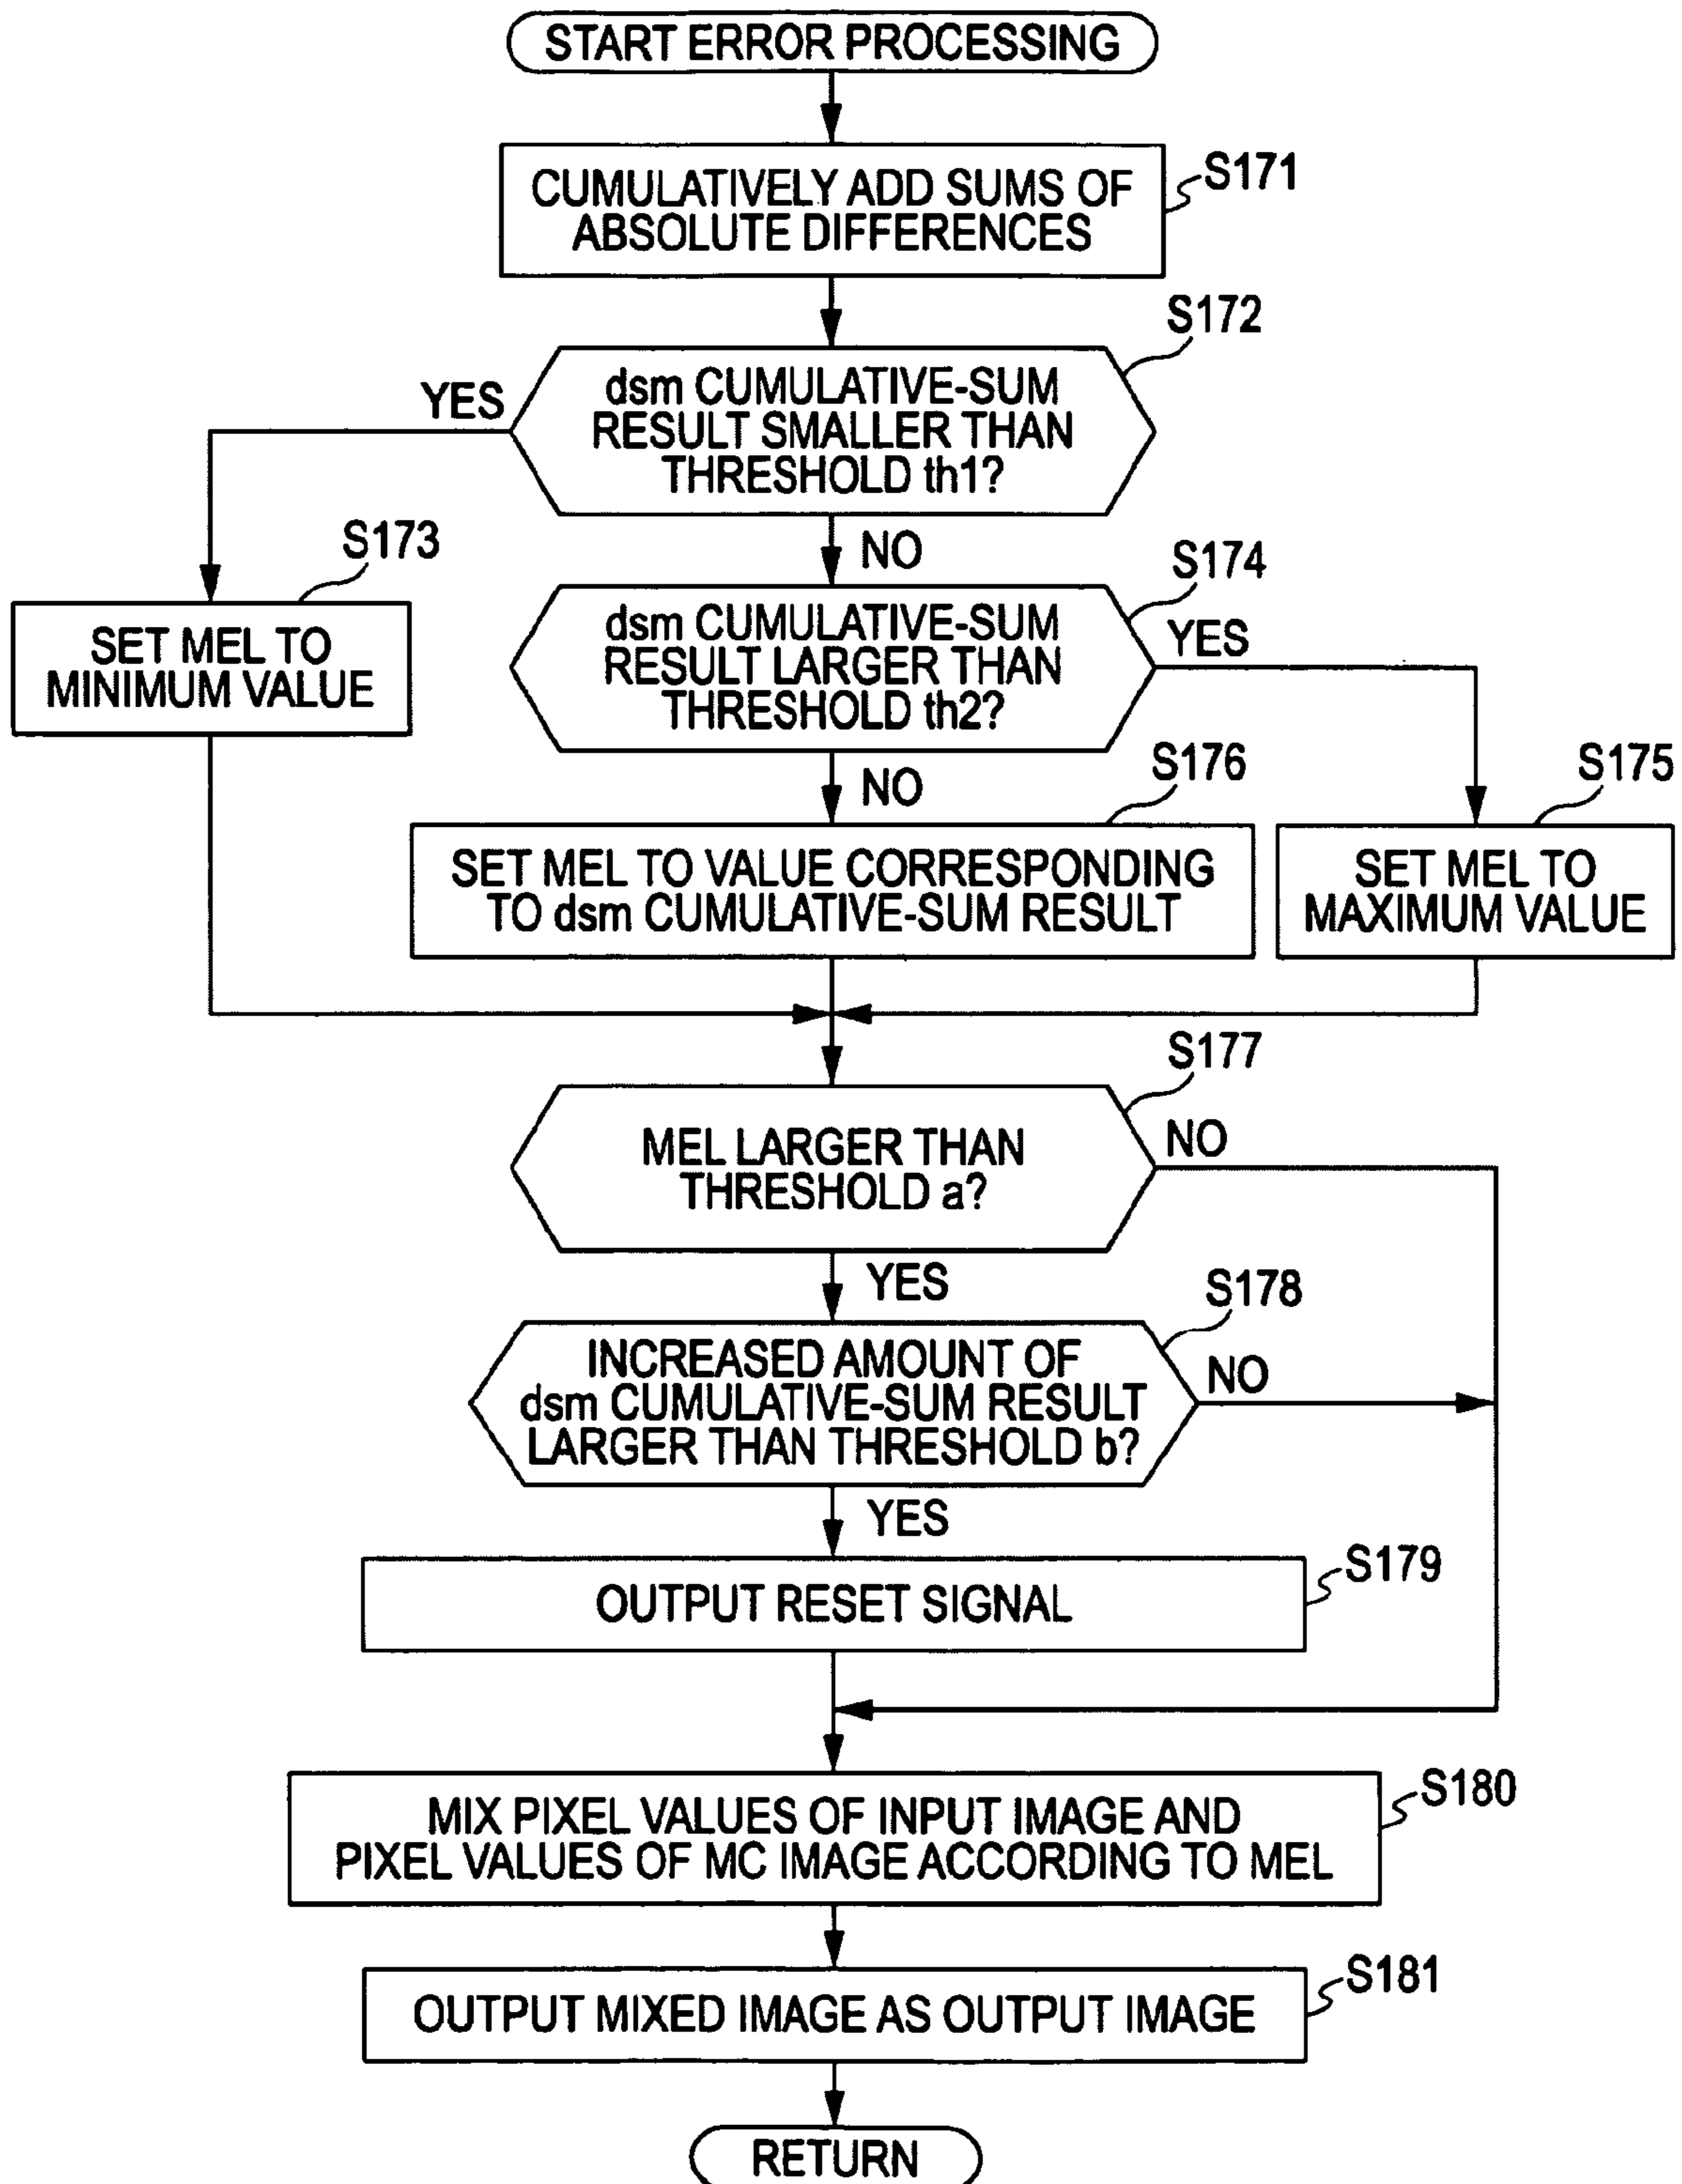 START ERROR PROCESSING
S171
CUMULATIVELY ADD SUMS OF
ABSOLUTE DIFFERENCES
S172
dsm CUMULATIVE-SUM
RESULT SMALLER THAN
THRESHOLD th1?
YES
NO
S173
SET MEL TO
MINIMUM VALUE
S174
dsm CUMULATIVE-SUM
RESULT LARGER THAN
THRESHOLD th2?
YES
NO
S176
SET MEL TO VALUE CORRESPONDING
TO dsm CUMULATIVE-SUM RESULT
S175
SET MEL TO
MAXIMUM VALUE
S177
MEL LARGER THAN
THRESHOLD a?
NO
YES
S178
INCREASED AMOUNT OF
dsm CUMULATIVE-SUM RESULT
LARGER THAN THRESHOLD b?
NO
YES
S179
OUTPUT RESET SIGNAL
S180
MIX PIXEL VALUES OF INPUT IMAGE AND
PIXEL VALUES OF MC IMAGE ACCORDING TO MEL
S181
OUTPUT MIXED IMAGE AS OUTPUT IMAGE
RETURN